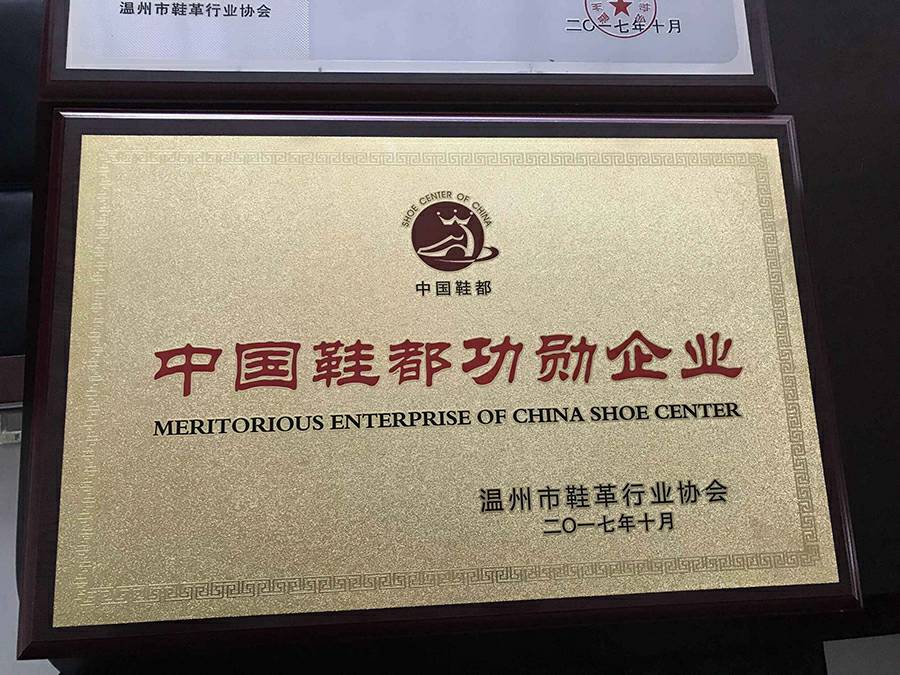 温州市鞋革行业协会
二〇一七年十月
SHOE CENTER OF CHINA
中国鞋都
中国鞋都功勋企业
MERITORIOUS ENTERPRISE OF CHINA SHOE CENTER
温州市鞋革行业协会
二〇一七年十月